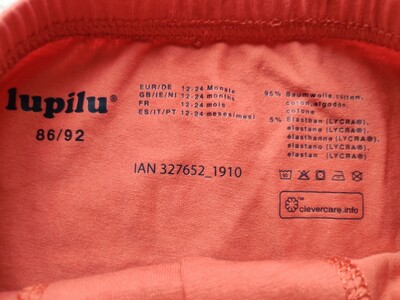 lupilu®
86/92
EUR/DE 12-24 Monate
GB/IE/NI 12-24 months
FR 12-24 mois
ES/IT/PT 12-24 meses/mesi
95% Baumwolle, cotton,
coton, algodon,
cotone
5% Elasthan (LYCRA®),
elastane (LYCRA®),
elasthanne (LYCRA®),
elastano (LYCRA®),
elastan (LYCRA®)
IAN 327652_1910
clevercare.info